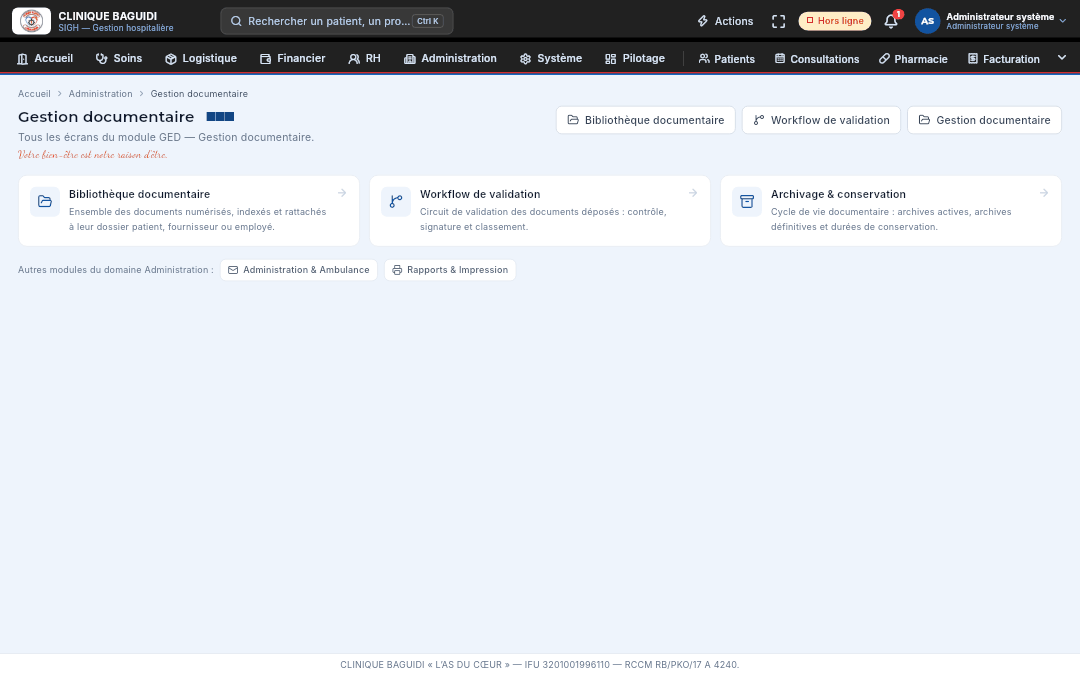 CLINIQUE BAGUIDI
SIGH — Gestion hospitalière
Rechercher un patient, un pro... Ctrl K
Actions
Hors ligne
1
AS
Administrateur système
Administrateur système
Accueil Soins Logistique Financier RH Administration Système Pilotage Patients Consultations Pharmacie Facturation
Accueil > Administration > Gestion documentaire
Gestion documentaire
Tous les écrans du module GED — Gestion documentaire.
Votre bien-être est notre raison d'être.
Bibliothèque documentaire Workflow de validation Gestion documentaire
Bibliothèque documentaire
Ensemble des documents numérisés, indexés et rattachés
à leur dossier patient, fournisseur ou employé.
Workflow de validation
Circuit de validation des documents déposés : contrôle,
signature et classement.
Archivage & conservation
Cycle de vie documentaire : archives actives, archives
définitives et durées de conservation.
Autres modules du domaine Administration : Administration & Ambulance Rapports & Impression
CLINIQUE BAGUIDI « L'AS DU CŒUR » — IFU 3201001996110 — RCCM RB/PKO/17 A 4240.